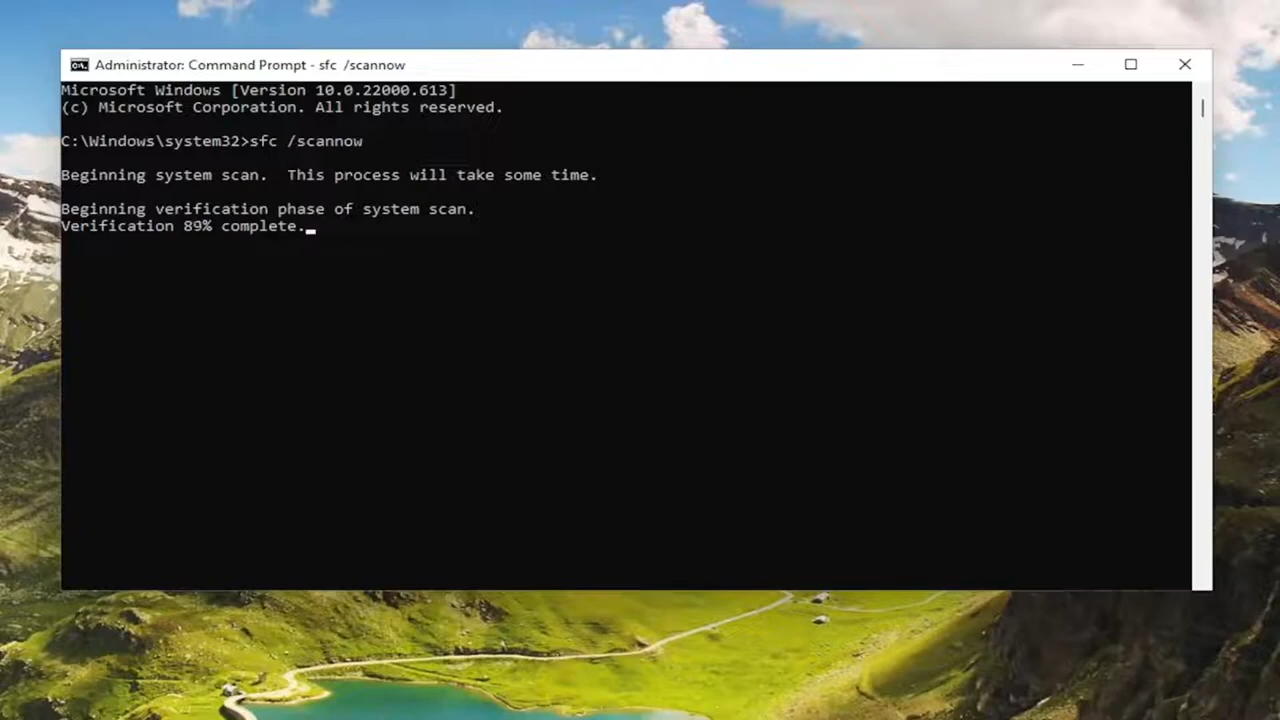 Administrator: Command Prompt - sfc  /scannow
Microsoft Windows [Version 10.0.22000.613]
(c) Microsoft Corporation. All rights reserved.
C:\Windows\system32>sfc /scannow
Beginning system scan.  This process will take some time.
Beginning verification phase of system scan.
Verification 89% complete.